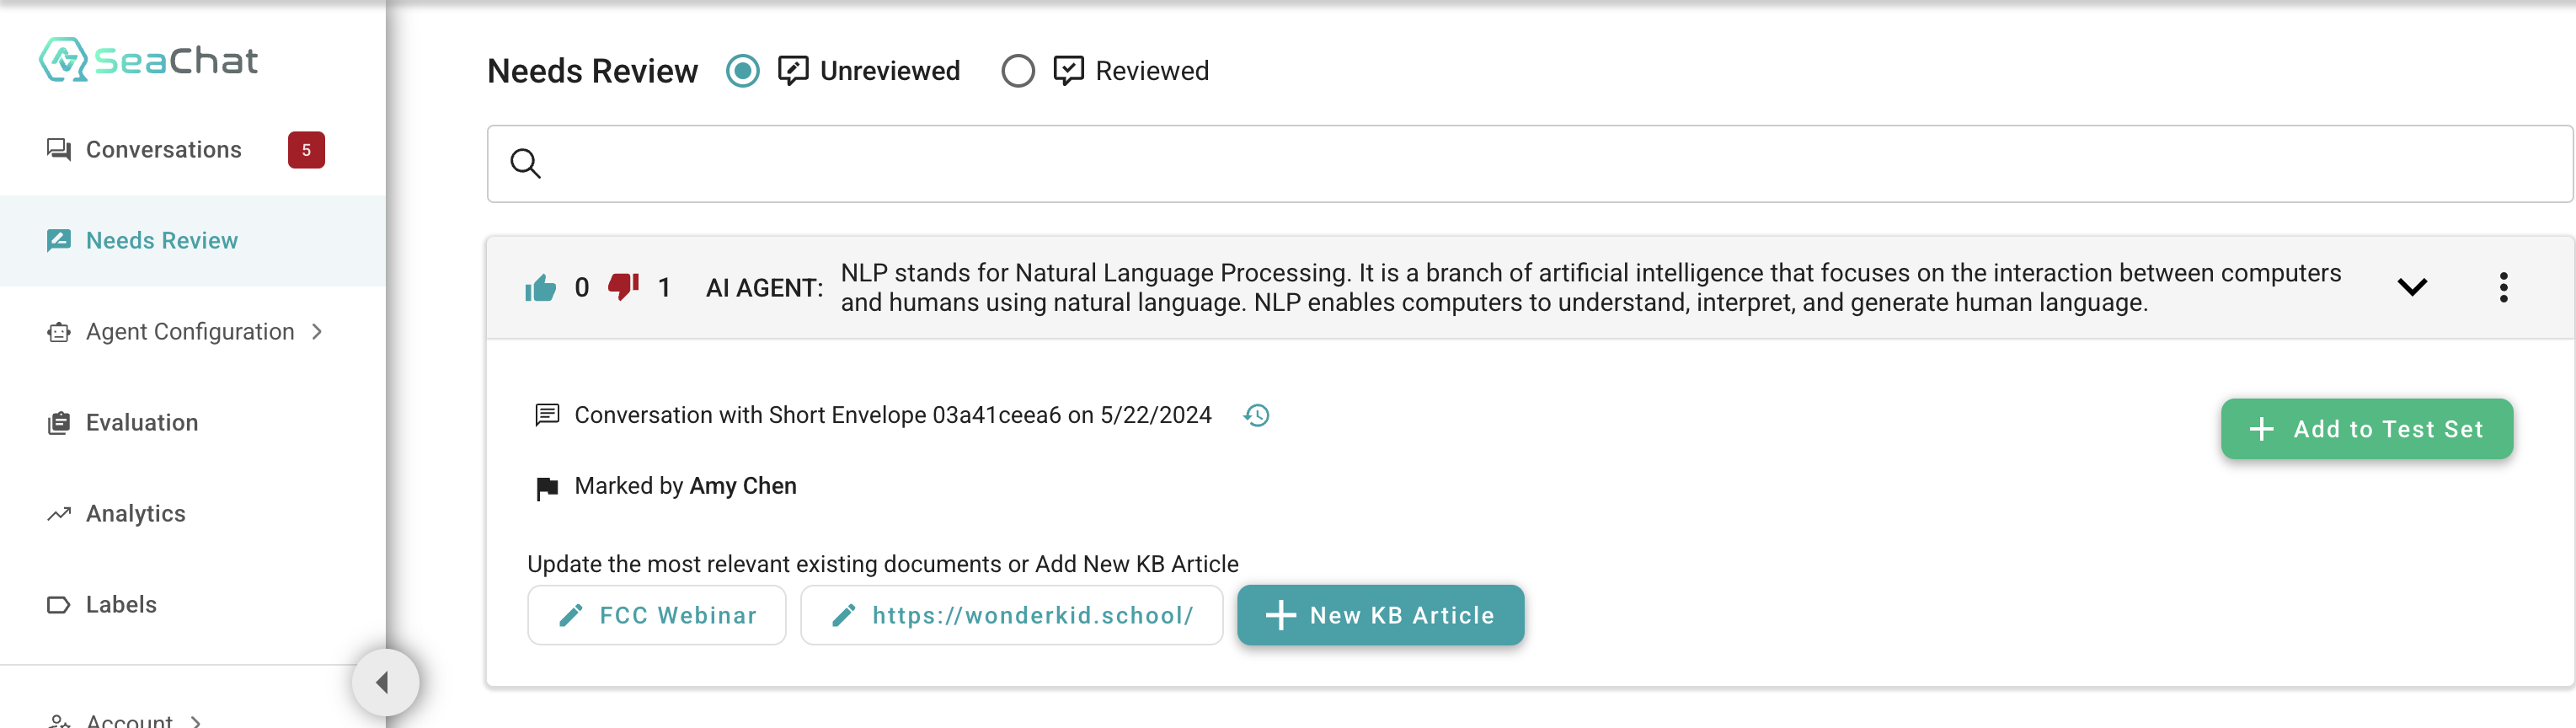 SeaChat
Conversations 5
Needs Review
Agent Configuration
Evaluation
Analytics
Labels
Account
Needs Review Unreviewed Reviewed
0 1 AI AGENT: NLP stands for Natural Language Processing. It is a branch of artificial intelligence that focuses on the interaction between computers
and humans using natural language. NLP enables computers to understand, interpret, and generate human language.
Conversation with Short Envelope 03a41ceea6 on 5/22/2024
Add to Test Set
Marked by Amy Chen
Update the most relevant existing documents or Add New KB Article
FCC Webinar https://wonderkid.school/ New KB Article